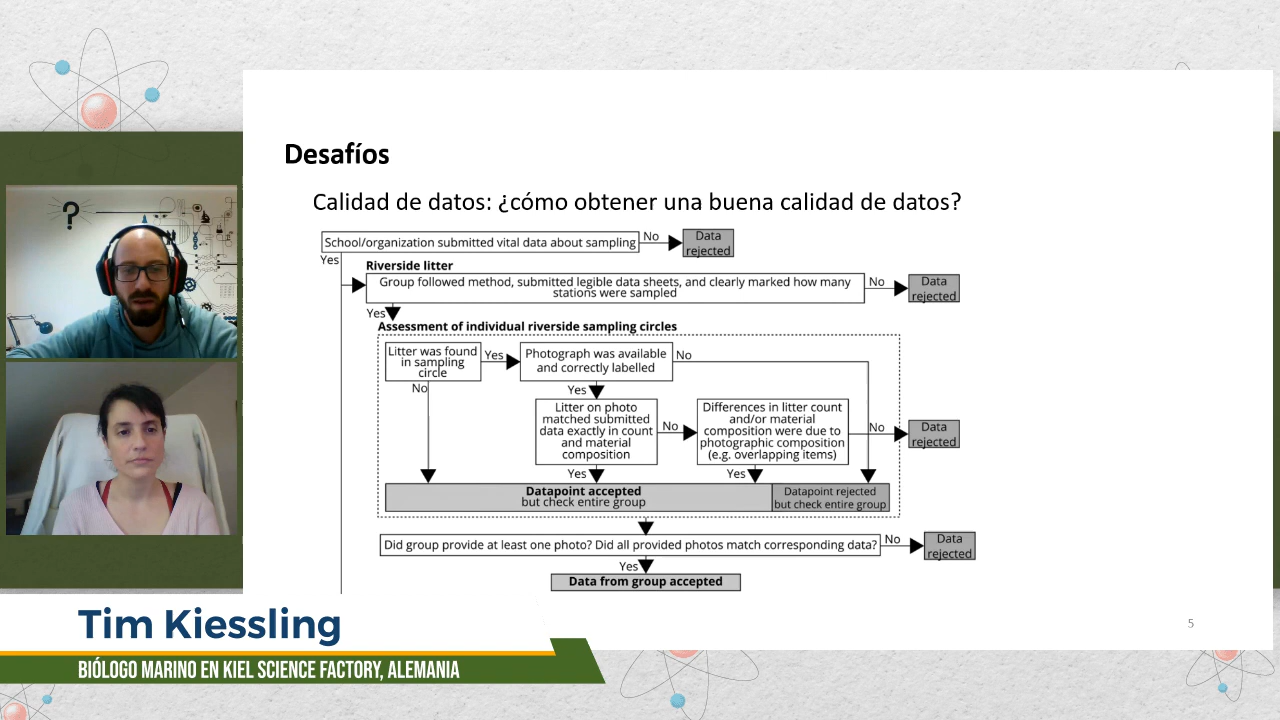 Desafíos
Calidad de datos: ¿cómo obtener una buena calidad de datos?
School/organization submitted vital data about sampling
No
Data
rejected
Yes
Riverside litter
Group followed method, submitted legible data sheets, and clearly marked how many
stations were sampled
No
Data
rejected
Yes
Assessment of individual riverside sampling circles
Litter was found
in sampling
circle
Yes
Photograph was available
and correctly labelled
No
No
Yes
Litter on photo
matched submitted
data exactly in count
and material
composition
No
Differences in litter count
and/or material
composition were due to
photographic composition
(e.g. overlapping items)
No
Data
rejected
Yes
Yes
Datapoint accepted
but check entire group
Datapoint rejected
but check entire group
Did group provide at least one photo? Did all provided photos match corresponding data?
No
Data
rejected
Yes
Data from group accepted
5
?
Tim Kiessling
BIÓLOGO MARINO EN KIEL SCIENCE FACTORY, ALEMANIA